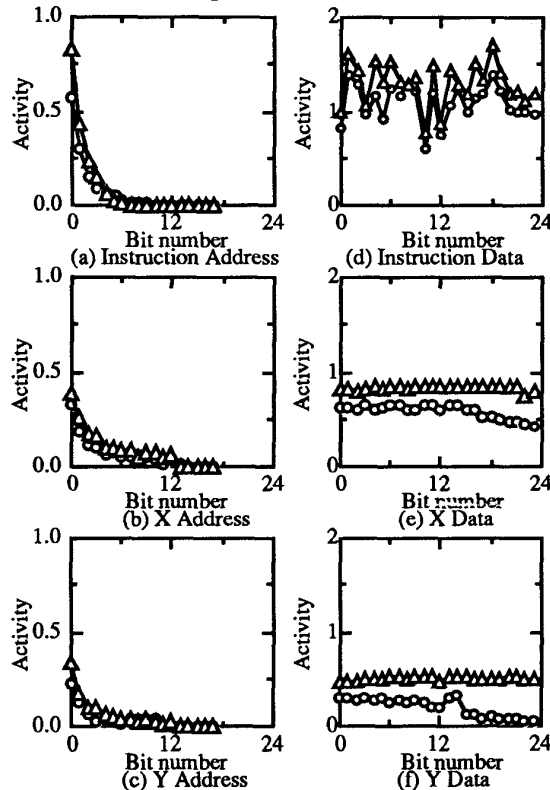 1.0
0.5
0.0
Activity
0
12
24
Bit number
(a) Instruction Address
2
1
0
Activity
0
12
24
Bit number
(d) Instruction Data
1.0
0.5
0.0
Activity
0
12
24
Bit number
(b) X Address
2
1
0
Activity
0
12
24
Bit number
(e) X Data
1.0
0.5
0.0
Activity
0
12
24
Bit number
(c) Y Address
2
1
0
Activity
0
12
24
Bit number
(f) Y Data